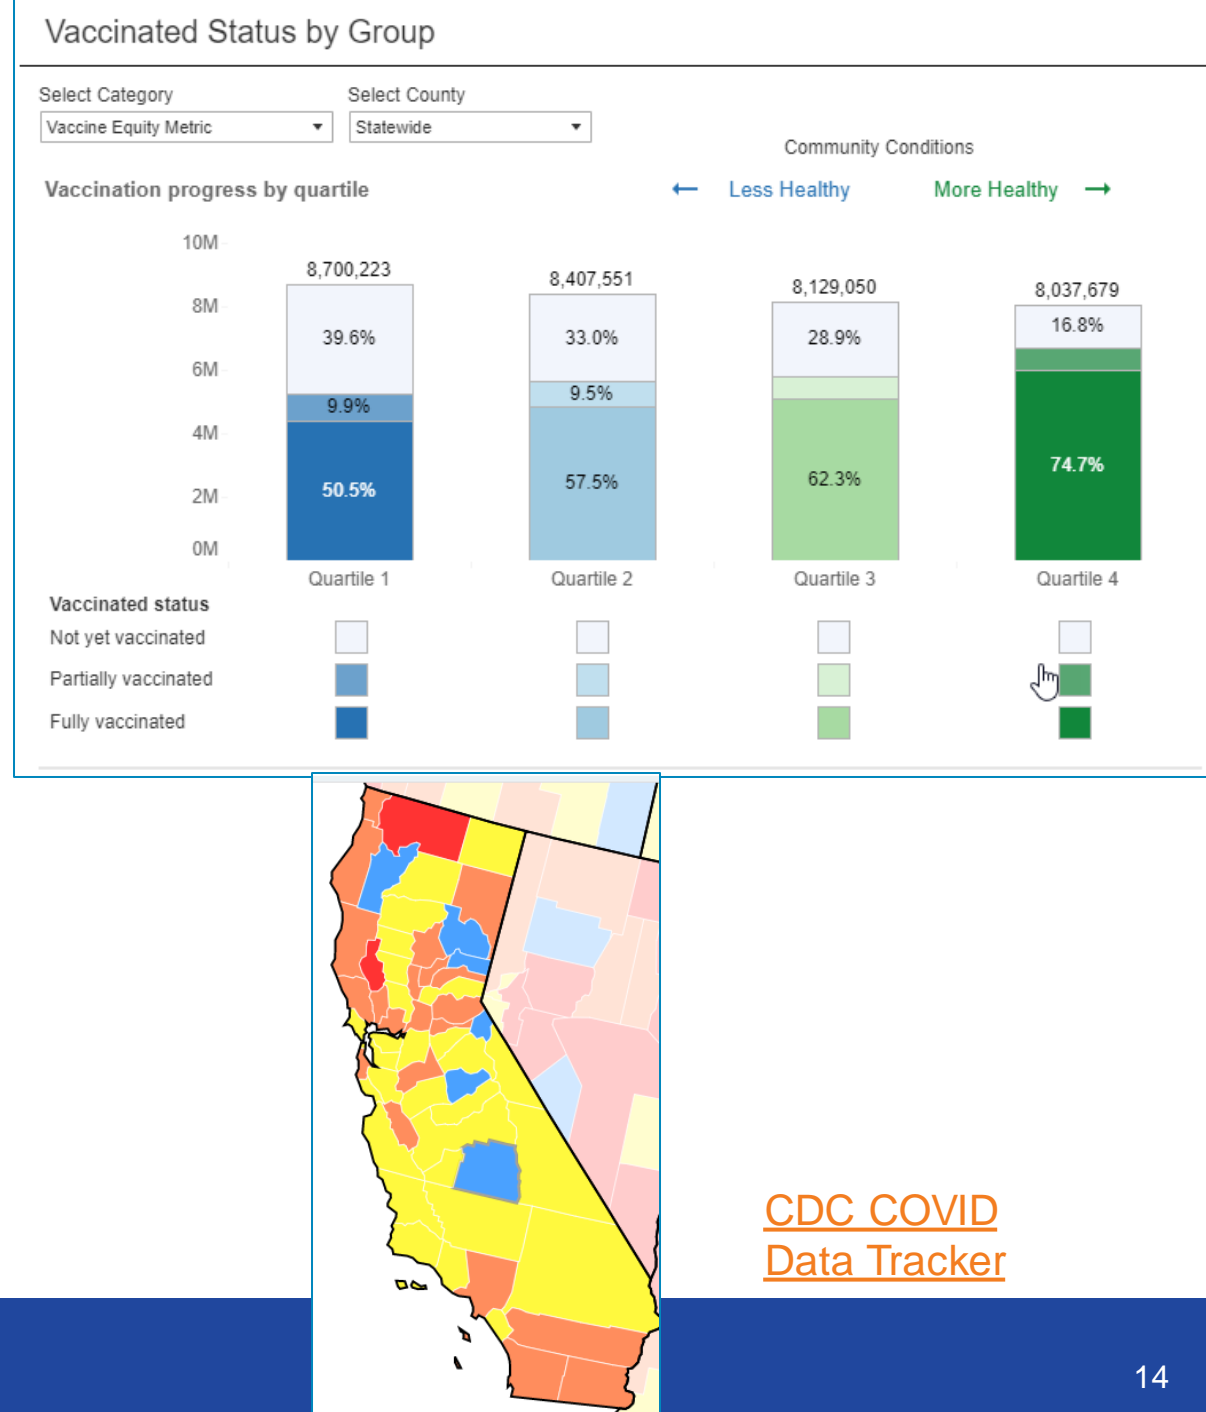 Vaccinated Status by Group
Select Category
Select County
Vaccine Equity Metric
Statewide
Community Conditions
Vaccination progress by quartile
← Less Healthy
More Healthy →
10M
8M
6M
4M
2M
0M
8,700,223
39.6%
9.9%
50.5%
Quartile 1
8,407,551
33.0%
9.5%
57.5%
Quartile 2
8,129,050
28.9%
62.3%
Quartile 3
8,037,679
16.8%
74.7%
Quartile 4
Vaccinated status
Not yet vaccinated
Partially vaccinated
Fully vaccinated
CDC COVID
Data Tracker
14